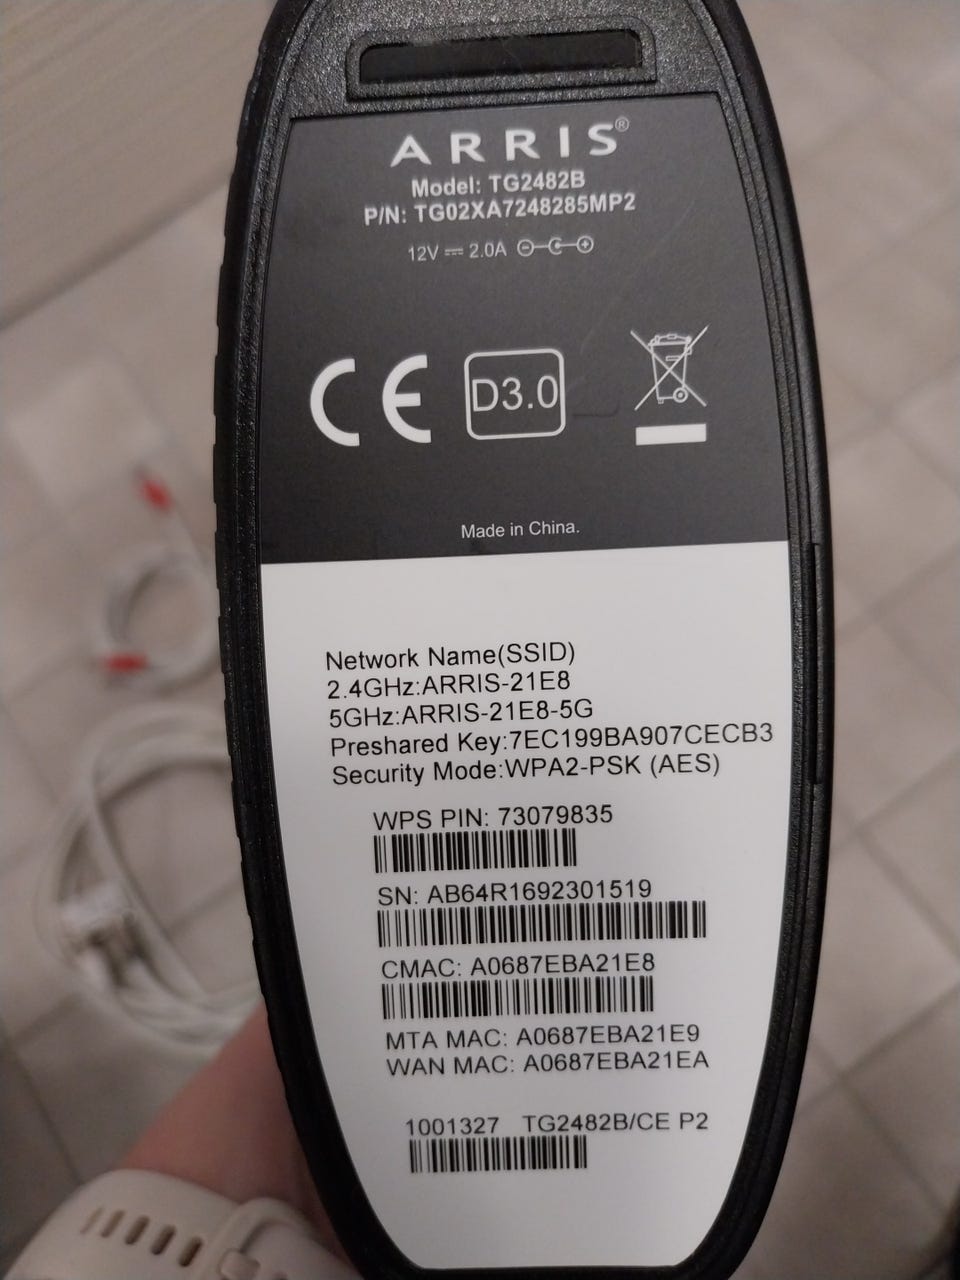 ARRIS®
Model: TG2482B
P/N: TG02XA7248285MP2
12V ⎓ 2.0A
CE D3.0
Made in China.
Network Name(SSID)
2.4GHz:ARRIS-21E8
5GHz:ARRIS-21E8-5G
Preshared Key:7EC199BA907CECB3
Security Mode:WPA2-PSK (AES)
WPS PIN: 73079835
SN: AB64R1692301519
CMAC: A0687EBA21E8
MTA MAC: A0687EBA21E9
WAN MAC: A0687EBA21EA
1001327 TG2482B/CE P2